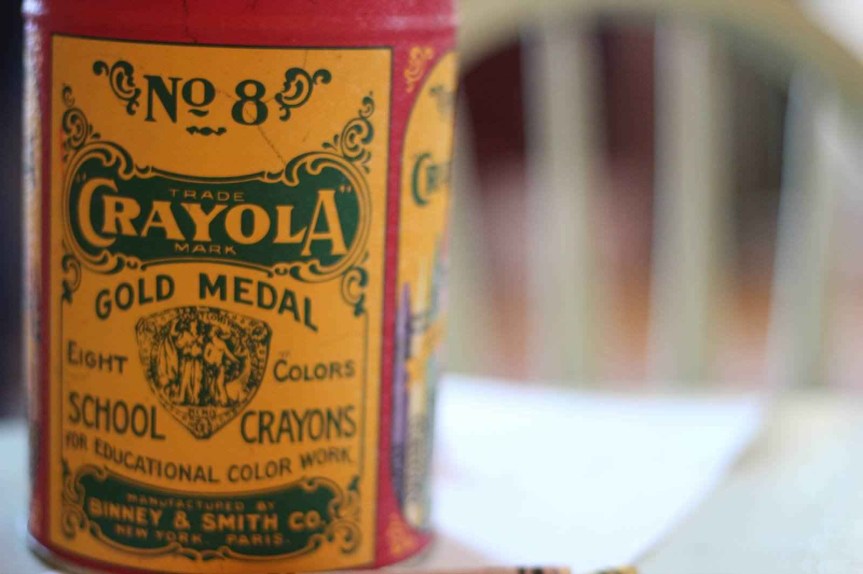 No 8
TRADE
"CRAYOLA"
MARK
GOLD MEDAL
EIGHT COLORS
SCHOOL CRAYONS
FOR EDUCATIONAL COLOR WORK
MANUFACTURED BY
BINNEY & SMITH CO.
NEW YORK. PARIS.